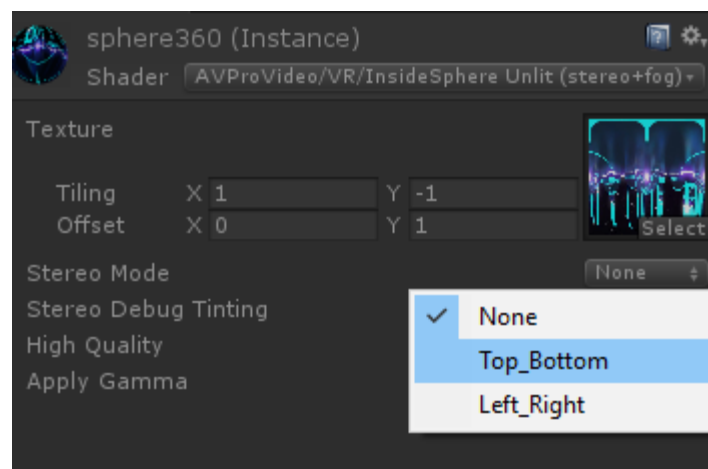 sphere360 (Instance)
Shader AVProVideo/VR/InsideSphere Unlit (stereo+fog)
Texture
Tiling X 1 Y -1
Offset X 0 Y 1
Select
Stereo Mode None
Stereo Debug Tinting
None
High Quality
Top_Bottom
Apply Gamma
Left_Right